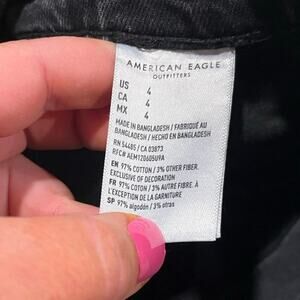 AMERICAN EAGLE
OUTFITTERS
US 4
CA 4
MX 4
MADE IN BANGLADESH / FABRIQUÉ AU
BANGLADESH / HECHO EN BANGLADESH
RN 54485 / CA 03873
RFC# AEM120605U9A
EN 97% COTTON / 3% OTHER FIBER.
EXCLUSIVE OF DECORATION
FR 97% COTON / 3% AUTRE FIBRE. À
L'EXCEPTION DE LA GARNITURE
SP 97% algodón / 3% otras